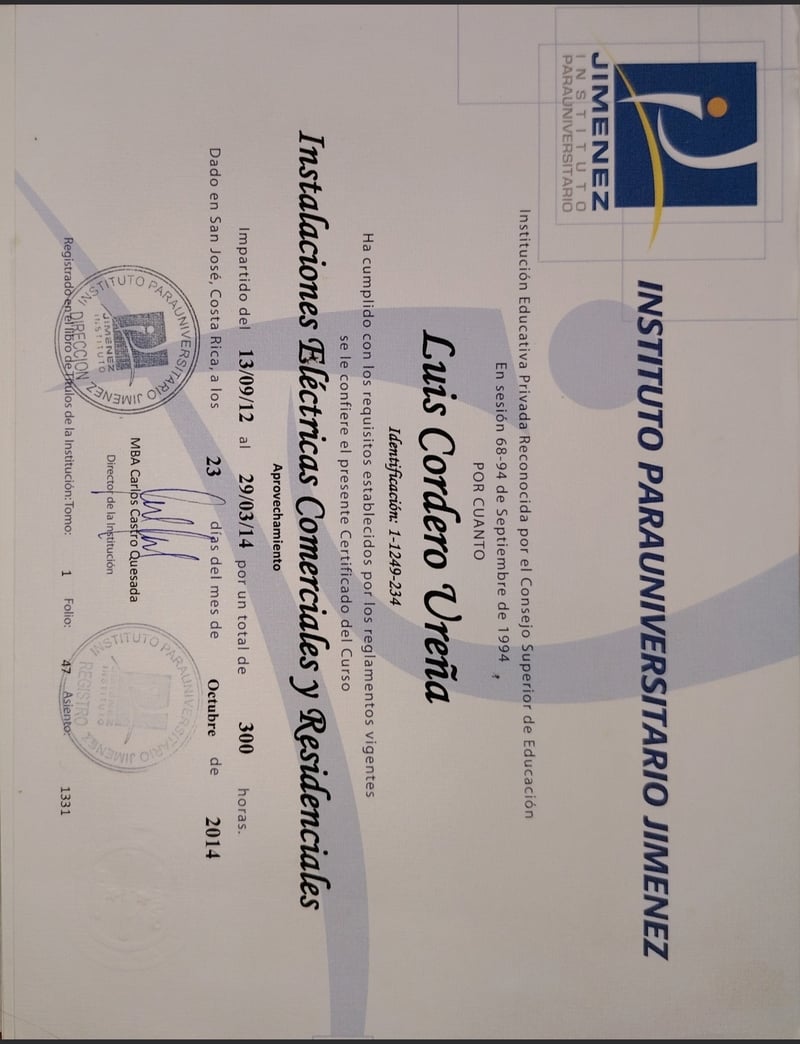 JIMENEZ
INSTITUTO
PARAUNIVERSITARIO
INSTITUTO PARAUNIVERSITARIO JIMENEZ
Institución Educativa Privada Reconocida por el Consejo Superior de Educación
En sesión 68-94 de Septiembre de 1994 ,
POR CUANTO
Luis Cordero Ureña
Identificación: 1-1249-234
Ha cumplido con los requisitos establecidos por los reglamentos vigentes
se le confiere el presente Certificado del Curso
Instalaciones Eléctricas Comerciales y Residenciales
Aprovechamiento
Impartido del 13/09/12 al 29/03/14 por un total de 300 horas.
Dado en San José, Costa Rica, a los 23 días del mes de Octubre de 2014
INSTITUTO PARAUNIVERSITARIO JIMENEZ
JIMENEZ
INSTITUTO
DIRECCION
MBA Carlos Castro Quesada
Director de la Institución
INSTITUTO PARAUNIVERSITARIO JIMENEZ
JIMENEZ
INSTITUTO
REGISTRO
Registrado en el libro de Títulos de la Institución: Tomo: 1 Folio: 47 Asiento: 1331